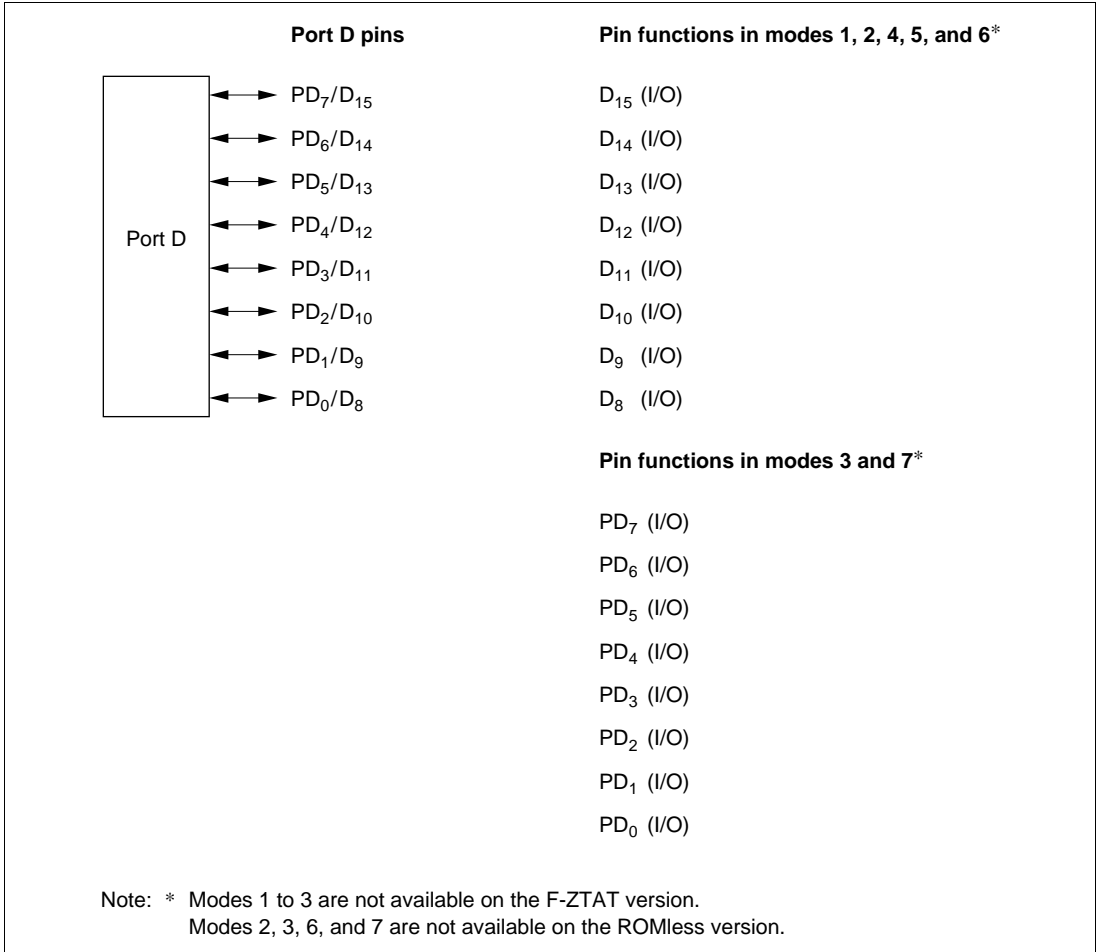 Port D pins Pin functions in modes 1, 2, 4, 5, and 6*
PD₇/D₁₅ D₁₅ (I/O)
PD₆/D₁₄ D₁₄ (I/O)
PD₅/D₁₃ D₁₃ (I/O)
PD₄/D₁₂ D₁₂ (I/O)
Port D
PD₃/D₁₁ D₁₁ (I/O)
PD₂/D₁₀ D₁₀ (I/O)
PD₁/D₉ D₉ (I/O)
PD₀/D₈ D₈ (I/O)
Pin functions in modes 3 and 7*
PD₇ (I/O)
PD₆ (I/O)
PD₅ (I/O)
PD₄ (I/O)
PD₃ (I/O)
PD₂ (I/O)
PD₁ (I/O)
PD₀ (I/O)
Note: * Modes 1 to 3 are not available on the F-ZTAT version.
Modes 2, 3, 6, and 7 are not available on the ROMless version.